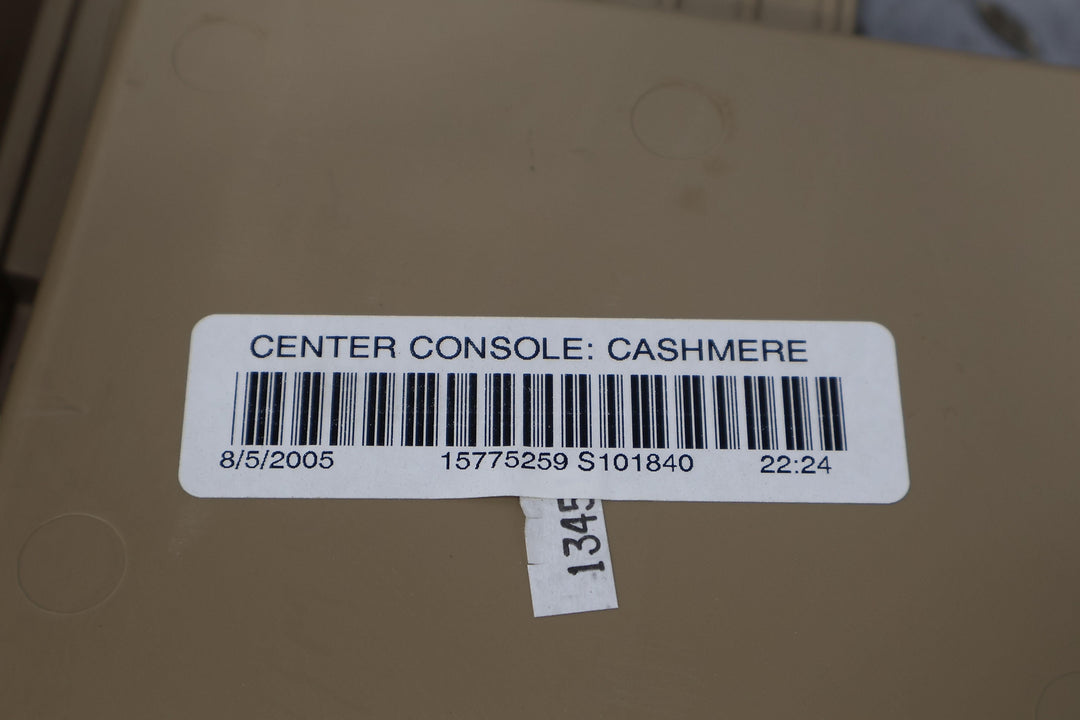 CENTER CONSOLE: CASHMERE
8/5/2005 15775259 S101840 22:24
1345